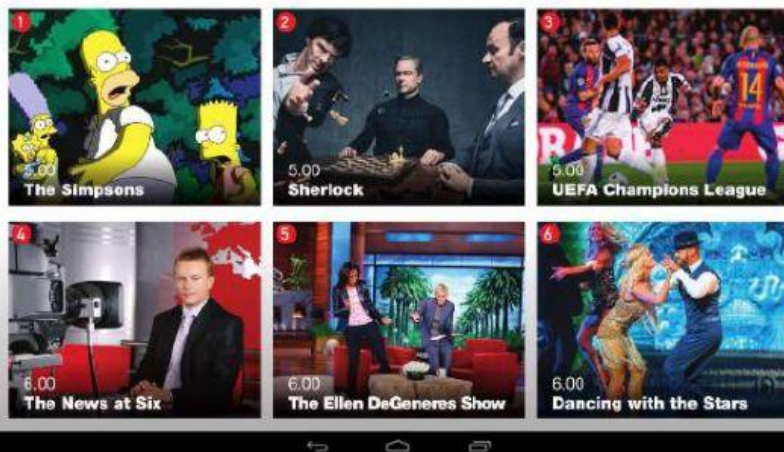 1
5.00
The Simpsons
2
5.00
Sherlock
3
14
5.00
UEFA Champions League
4
6.00
The News at Six
5
6.00
The Ellen DeGeneres Show
6
6.00
Dancing with the Stars